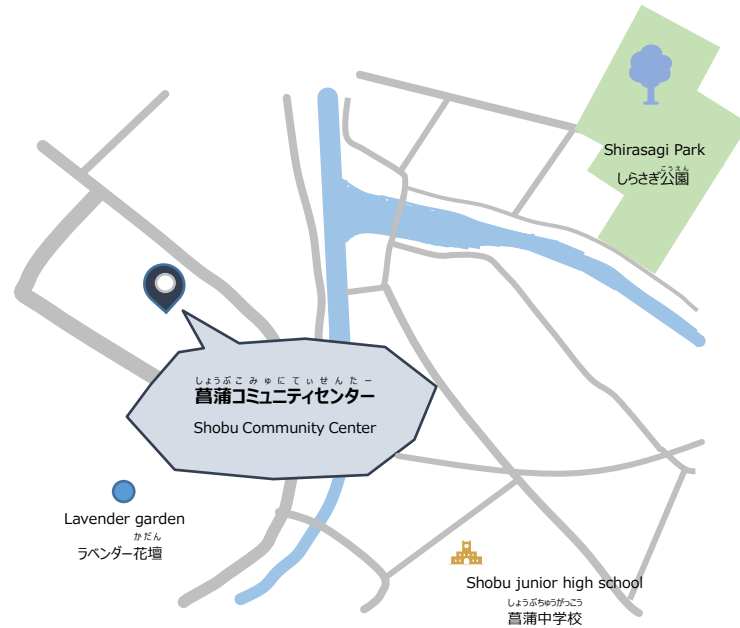 Shirasagi Park
こうえん
しらさぎ公園
しょうぶこみゅにてぃせんたー
菖蒲コミュニティセンター
Shobu Community Center
Lavender garden
かだん
ラベンダー花壇
Shobu junior high school
しょうぶちゅうがっこう
菖蒲中学校